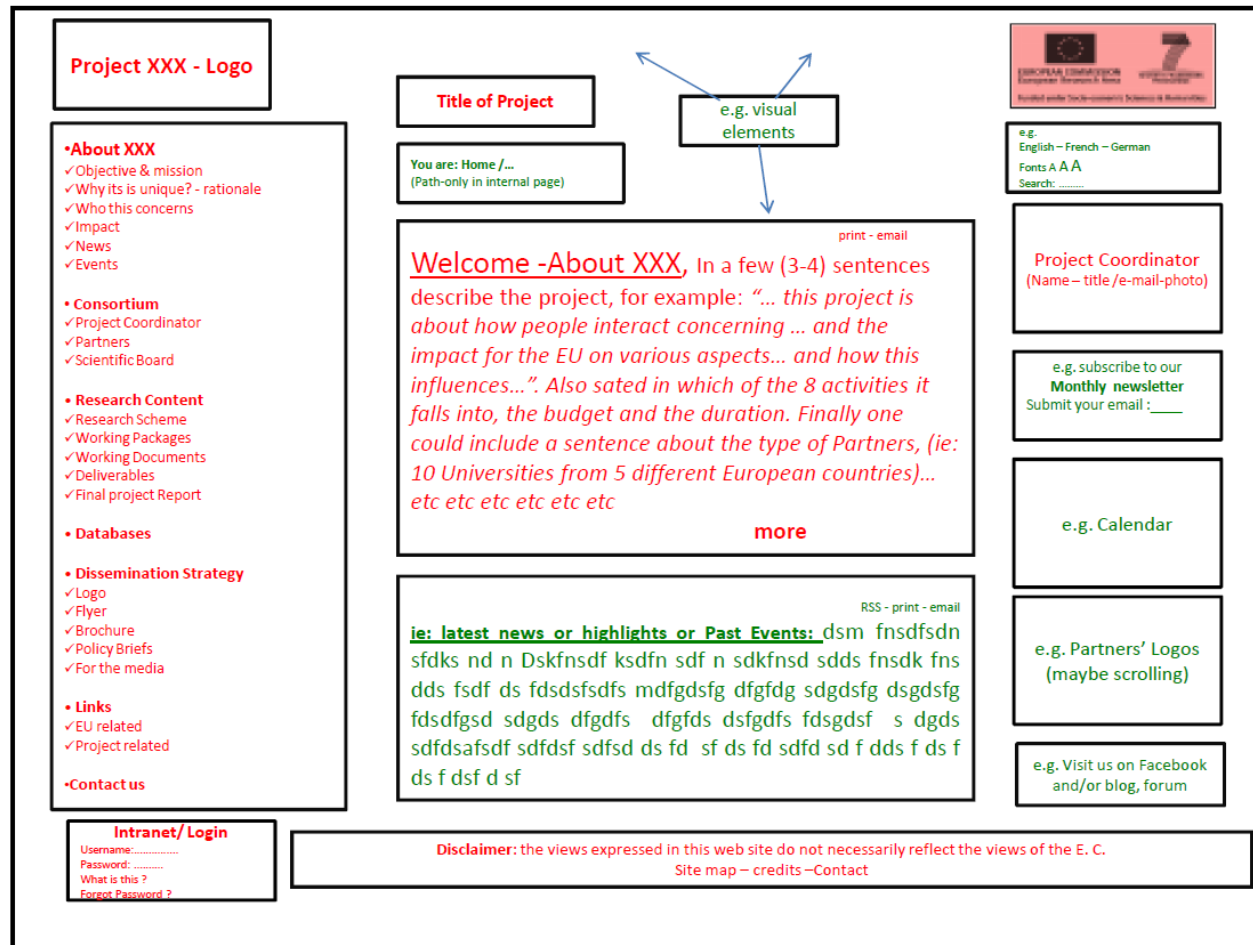 Project XXX - Logo
•About XXX
✓Objective & mission
✓Why its is unique? - rationale
✓Who this concerns
✓Impact
✓News
✓Events
• Consortium
✓Project Coordinator
✓Partners
✓Scientific Board
• Research Content
✓Research Scheme
✓Working Packages
✓Working Documents
✓Deliverables
✓Final project Report
• Databases
• Dissemination Strategy
✓Logo
✓Flyer
✓Brochure
✓Policy Briefs
✓For the media
• Links
✓EU related
✓Project related
•Contact us
Intranet/ Login
Username:...............
Password: ..........
What is this ?
Forgot Password ?
Title of Project
e.g. visual
elements
You are: Home /...
(Path-only in internal page)
print - email
Welcome -About XXX, In a few (3-4) sentences
describe the project, for example: “... this project is
about how people interact concerning ... and the
impact for the EU on various aspects... and how this
influences...”. Also sated in which of the 8 activities it
falls into, the budget and the duration. Finally one
could include a sentence about the type of Partners, (ie:
10 Universities from 5 different European countries)...
etc etc etc etc etc etc
more
RSS - print - email
ie: latest news or highlights or Past Events: dsm fnsdfsdn
sfdks nd n Dskfnsdf ksdfn sdf n sdkfnsd sdds fnsdk fns
dds fsdf ds fdsdsfsdfs mdfgdsfg dfgfdg sdgdsfg dsgdsfg
fdsdfgsd sdgds dfgdfs dfgfds dsfgdfs fdsgdsf s dgds
sdfdsafsdf sdfdsf sdfsd ds fd sf ds fd sdfd sd f dds f ds f
ds f dsf d sf
EUROPEAN COMMISSION
European Research Area
7
Funded under Socio-economic Sciences & Humanities
e.g.
English – French – German
Fonts A A A
Search: .........
Project Coordinator
(Name – title /e-mail-photo)
e.g. subscribe to our
Monthly newsletter
Submit your email :____
e.g. Calendar
e.g. Partners’ Logos
(maybe scrolling)
e.g. Visit us on Facebook
and/or blog, forum
Disclaimer: the views expressed in this web site do not necessarily reflect the views of the E. C.
Site map – credits –Contact